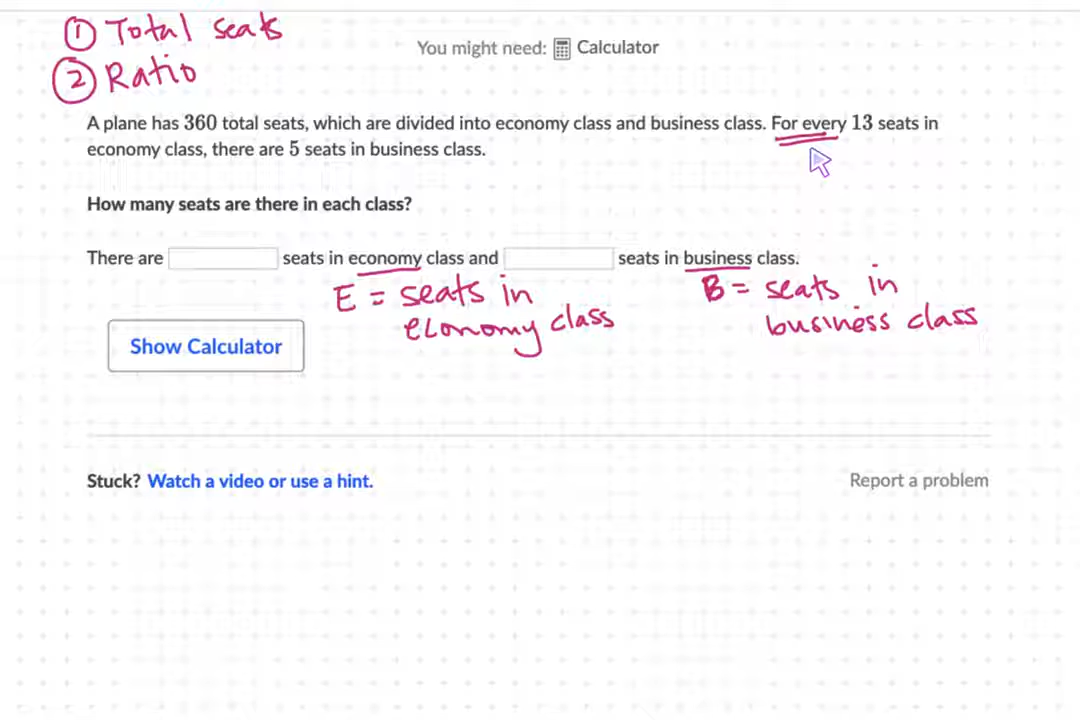 ① Total seats
② Ratio
You might need: Calculator
A plane has 360 total seats, which are divided into economy class and business class. For every 13 seats in
economy class, there are 5 seats in business class.
How many seats are there in each class?
There are seats in economy class and seats in business class.
E = seats in
economy class
B = seats in
business class
Show Calculator
Stuck? Watch a video or use a hint.
Report a problem